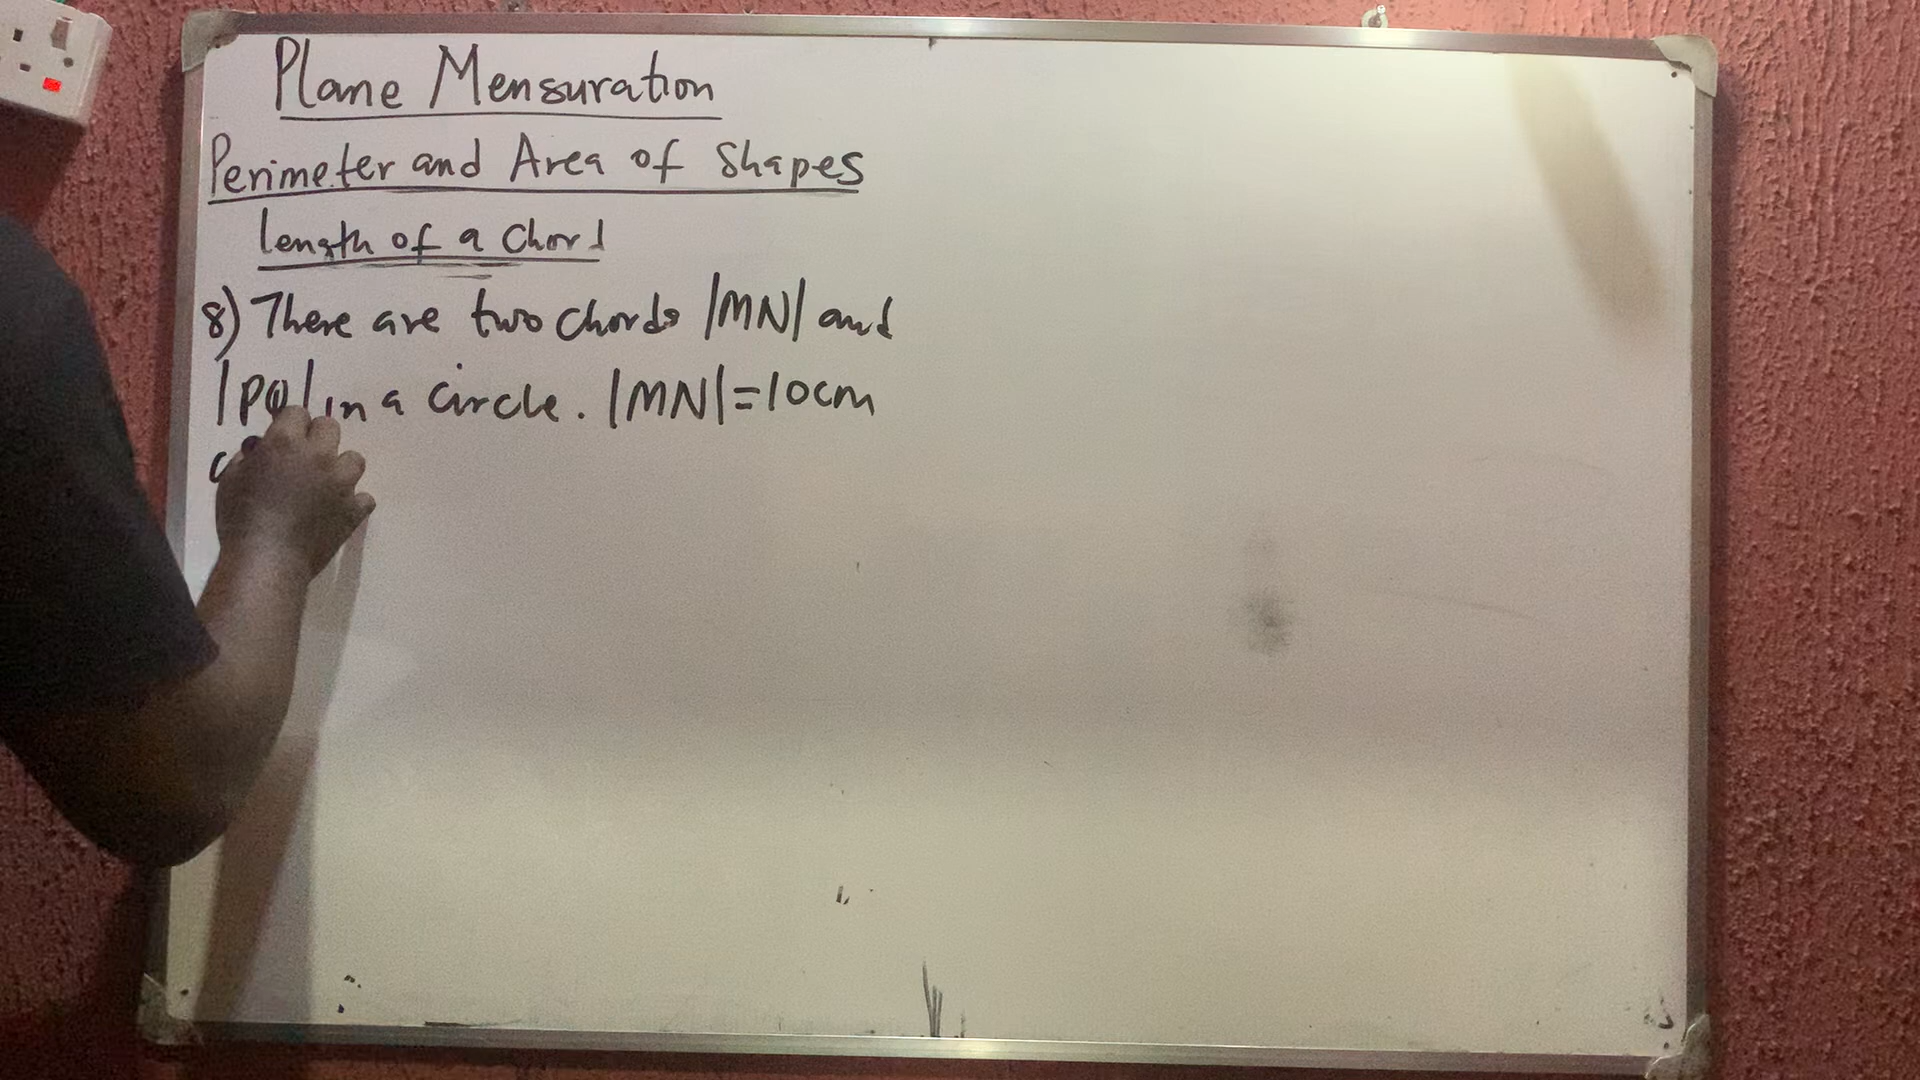 Plane Mensuration
Perimeter and Area of Shapes
Length of a Chord
8) There are two chords |MN| and
|PQ| in a circle. |MN|=10cm